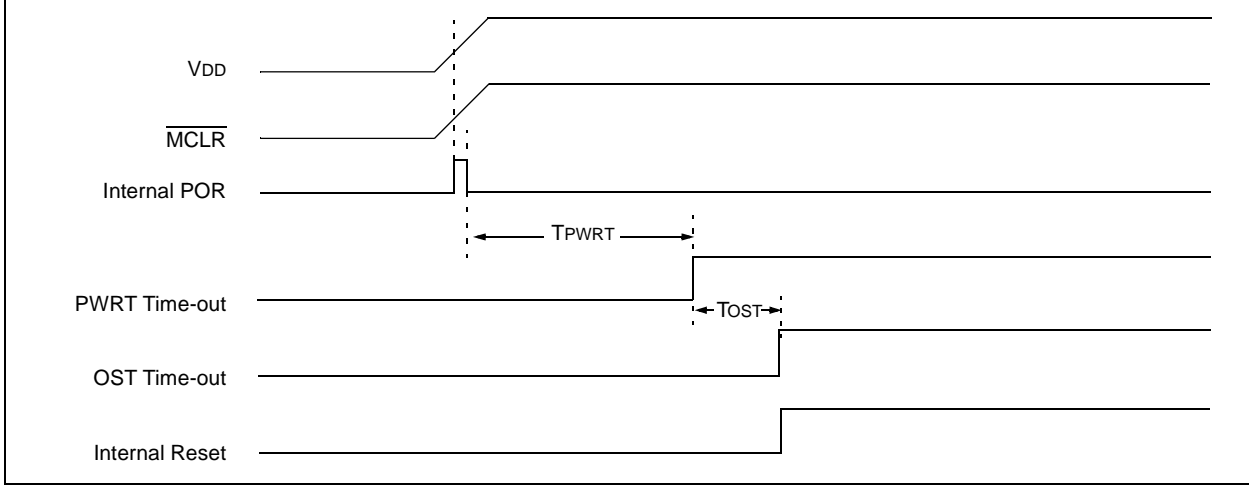 VDD
MCLR
Internal POR
TPWRT
PWRT Time-out
TOST
OST Time-out
Internal Reset